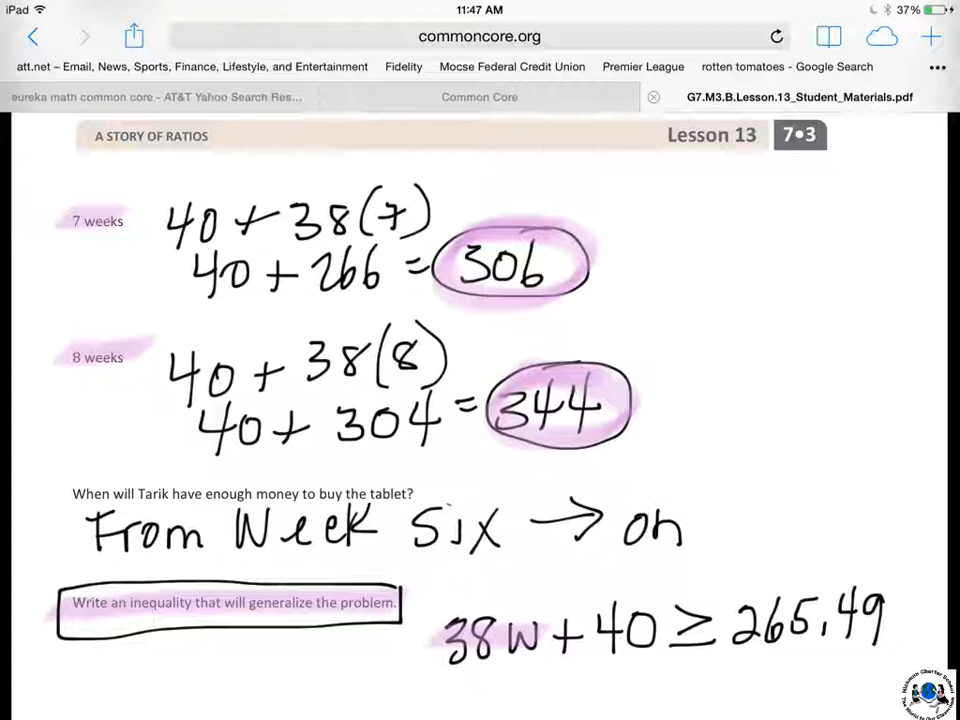 iPad 11:47 AM 37%
commoncore.org
att.net – Email, News, Sports, Finance, Lifestyle, and Entertainment Fidelity Mocse Federal Credit Union Premier League rotten tomatoes - Google Search
eureka math common core - AT&T Yahoo Search Res... Common Core G7.M3.B.Lesson.13_Student_Materials.pdf
A STORY OF RATIOS Lesson 13 7•3
7 weeks 40 + 38(7)
40 + 266 = 306
8 weeks 40 + 38(8)
40 + 304 = 344
When will Tarik have enough money to buy the tablet?
From Week Six → on
Write an inequality that will generalize the problem.
38w + 40 ≥ 265.49